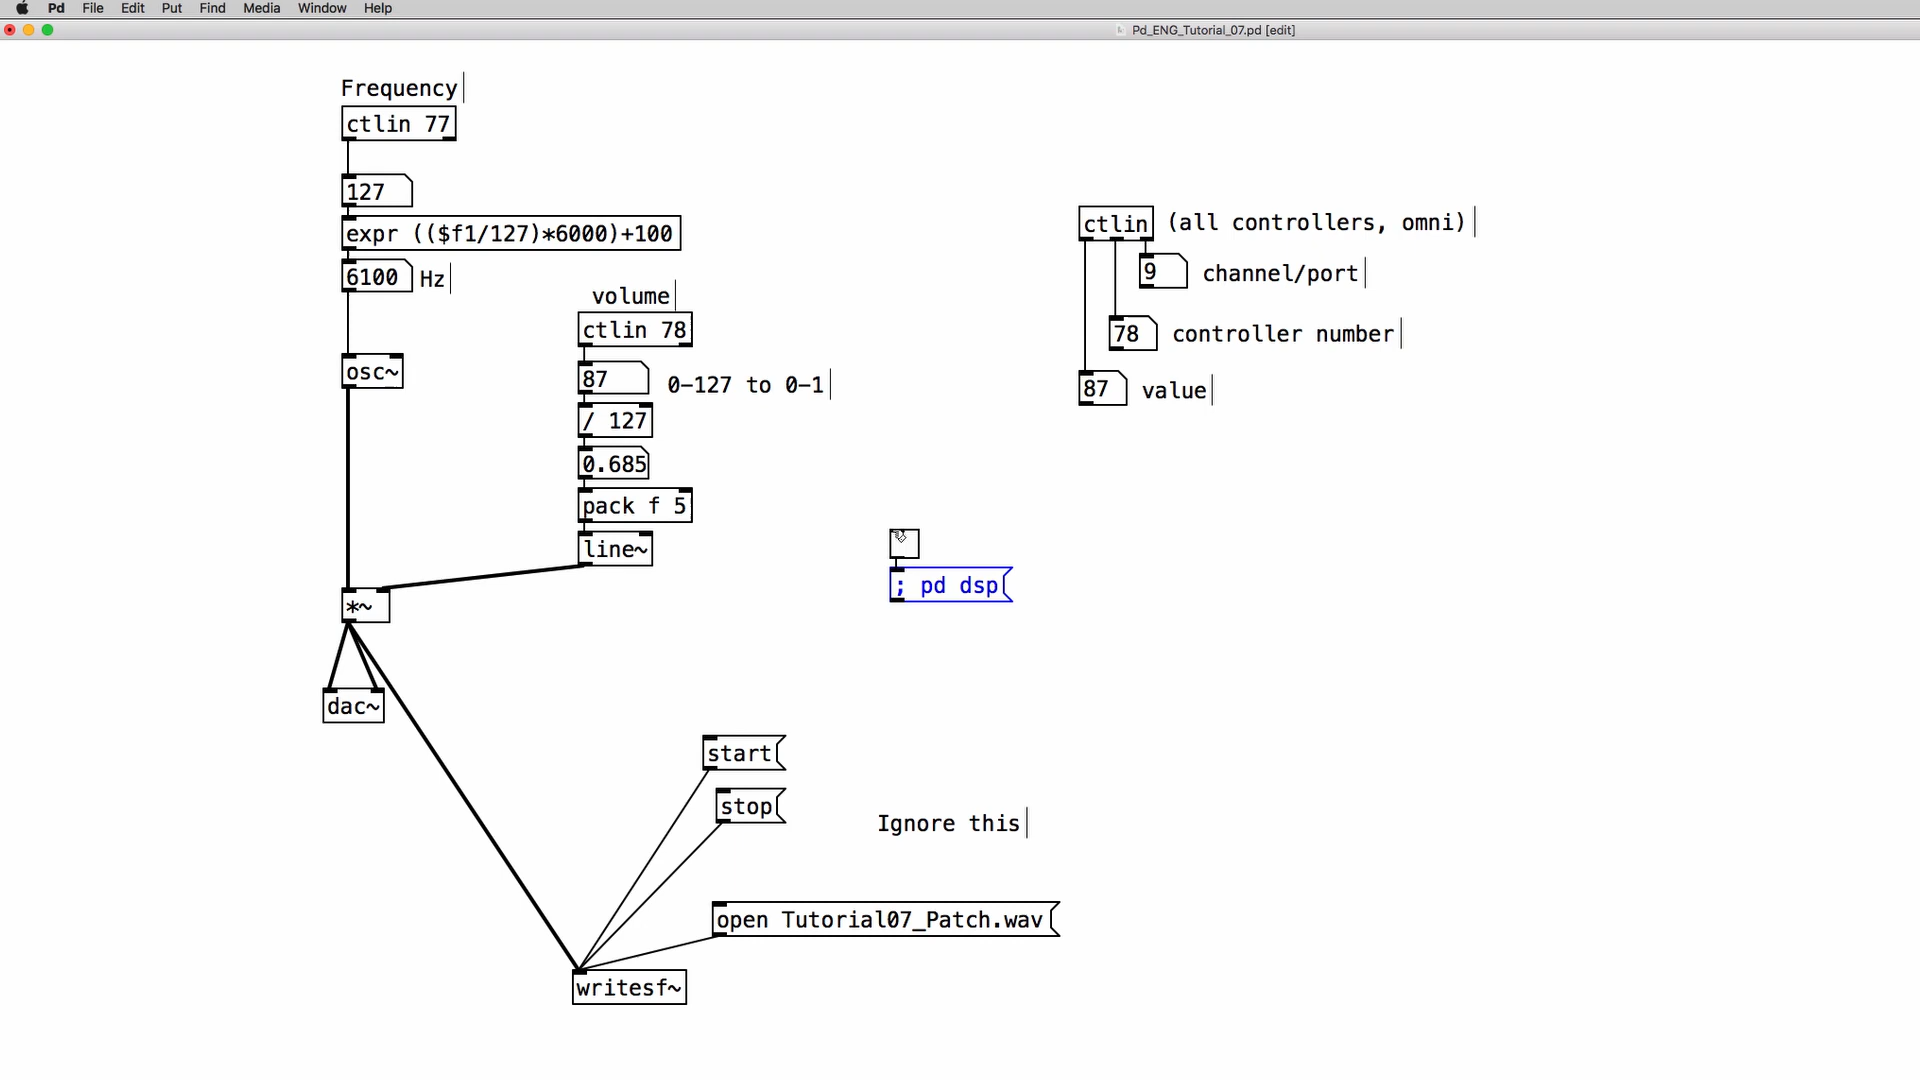 Pd File Edit Put Find Media Window Help
Pd_ENG_Tutorial_07.pd [edit]
Frequency
ctlin 77
127
expr (($f1/127)*6000)+100
6100 Hz
osc~
*~
dac~
volume
ctlin 78
87 0-127 to 0-1
/ 127
0.685
pack f 5
line~
ctlin (all controllers, omni)
9 channel/port
78 controller number
87 value
; pd dsp
start
stop
Ignore this
open Tutorial07_Patch.wav
writesf~